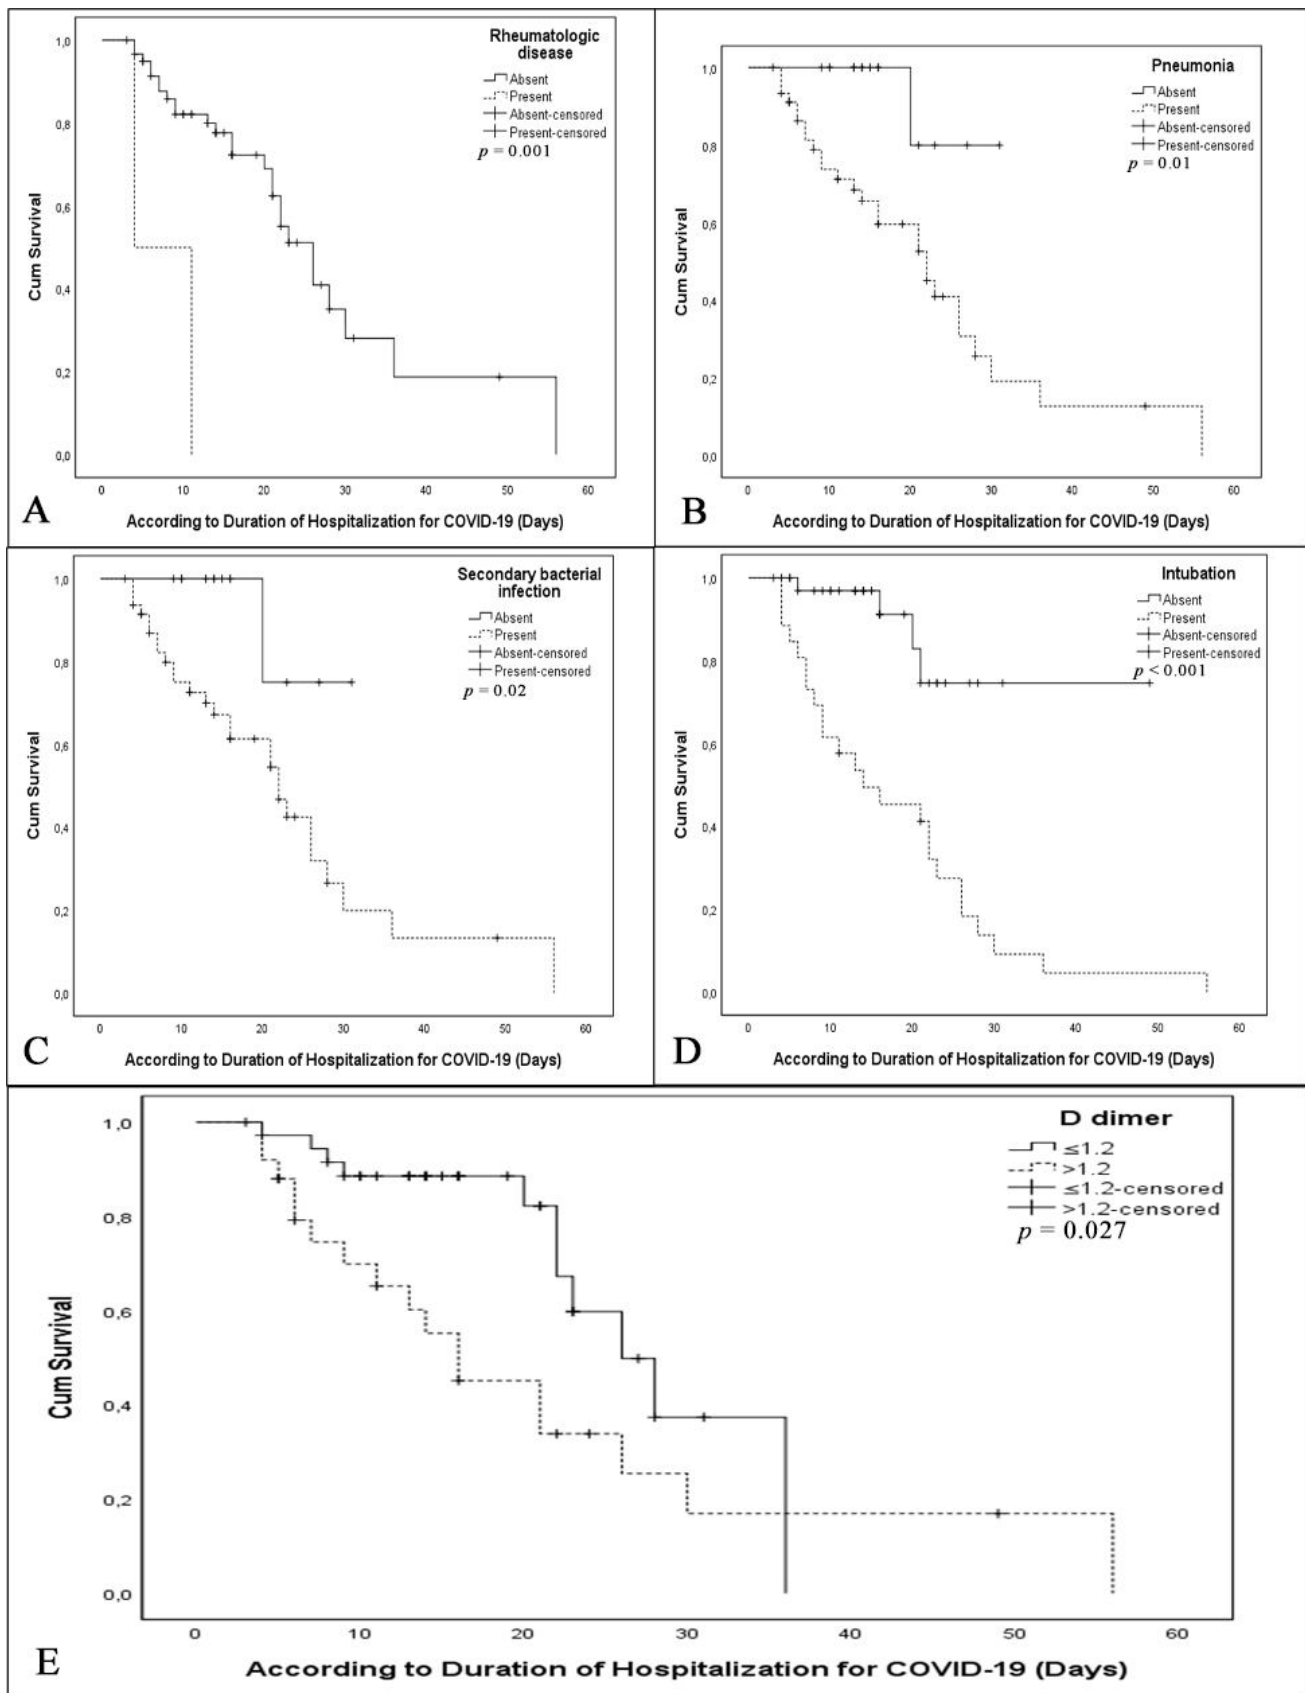 Rheumatologic
disease
Absent
Present
Absent-censored
Present-censored
p = 0.001
1,0
0,8
0,6
0,4
0,2
0,0
Cum Survival
0 10 20 30 40 50 60
According to Duration of Hospitalization for COVID-19 (Days)
A
Pneumonia
Absent
Present
Absent-censored
Present-censored
p = 0.01
1,0
0,8
0,6
0,4
0,2
0,0
Cum Survival
0 10 20 30 40 50 60
According to Duration of Hospitalization for COVID-19 (Days)
B
Secondary bacterial
infection
Absent
Present
Absent-censored
Present-censored
p = 0.02
1,0
0,8
0,6
0,4
0,2
0,0
Cum Survival
0 10 20 30 40 50 60
According to Duration of Hospitalization for COVID-19 (Days)
C
Intubation
Absent
Present
Absent-censored
Present-censored
p < 0.001
1,0
0,8
0,6
0,4
0,2
0,0
Cum Survival
0 10 20 30 40 50 60
According to Duration of Hospitalization for COVID-19 (Days)
D
D dimer
≤1.2
>1.2
≤1.2-censored
>1.2-censored
p = 0.027
1,0
0,8
0,6
0,4
0,2
0,0
Cum Survival
0 10 20 30 40 50 60
According to Duration of Hospitalization for COVID-19 (Days)
E